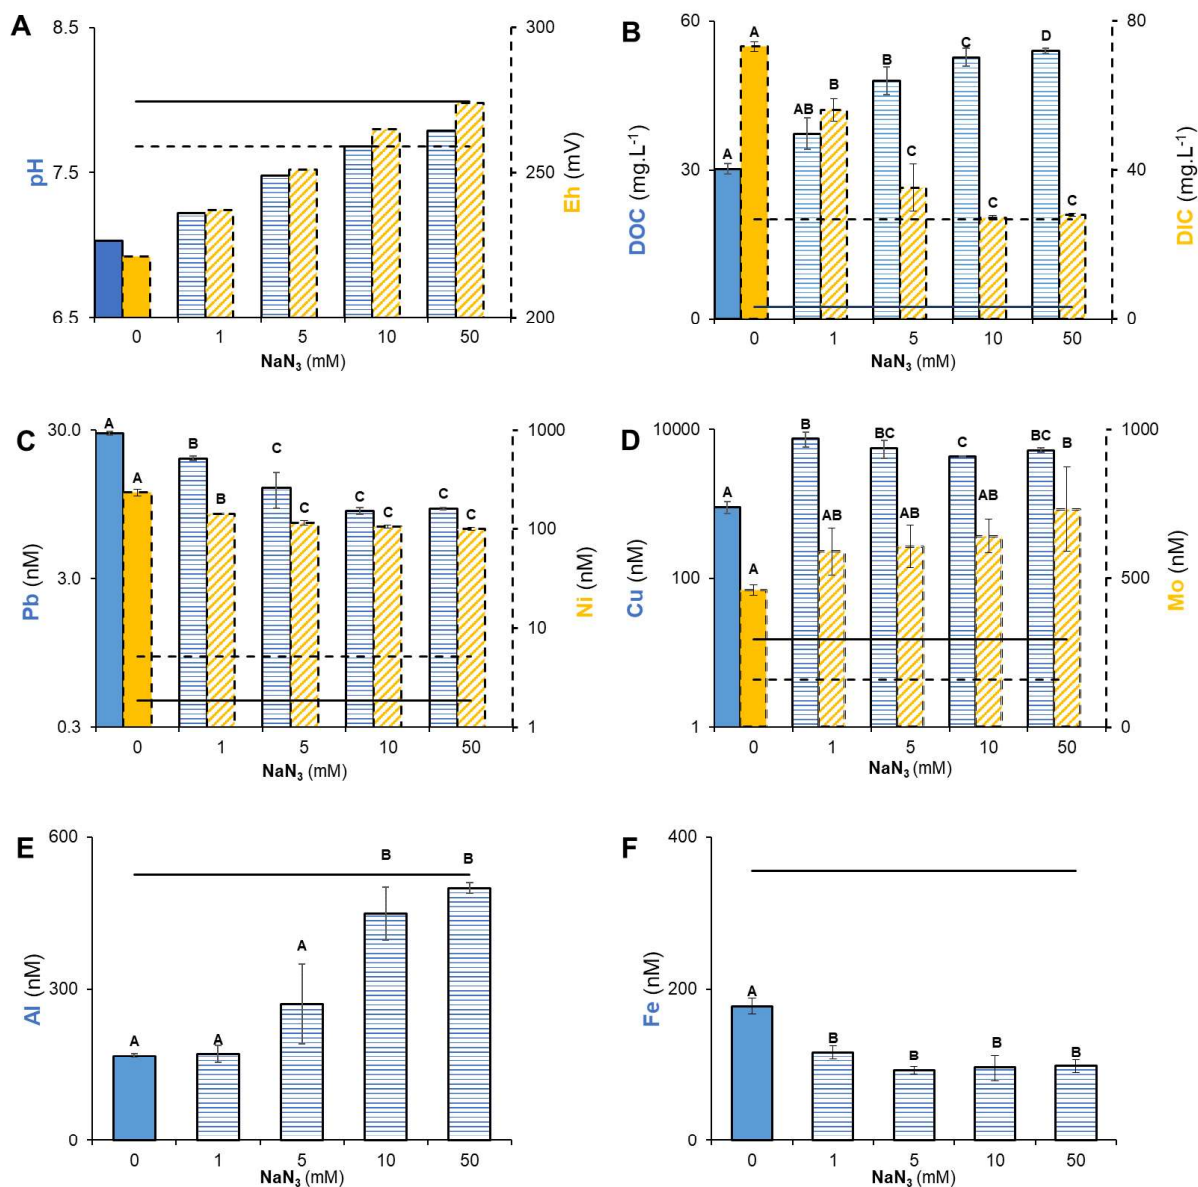 A
8.5
7.5
6.5
pH
300
250
200
Eh (mV)
0 1 5 10 50
NaN3 (mM)
B
60
30
0
DOC (mg.L-1)
80
40
0
DIC (mg.L-1)
A A AB B B C C C D C
0 1 5 10 50
NaN3 (mM)
C
30.0
3.0
0.3
Pb (nM)
1000
100
10
1
Ni (nM)
A A B B C C C C C C
0 1 5 10 50
NaN3 (mM)
D
10000
100
1
Cu (nM)
1000
500
0
Mo (nM)
A A B AB BC AB C AB BC B
0 1 5 10 50
NaN3 (mM)
E
600
300
0
Al (nM)
A A A B B
0 1 5 10 50
NaN3 (mM)
F
400
200
0
Fe (nM)
A B B B B
0 1 5 10 50
NaN3 (mM)